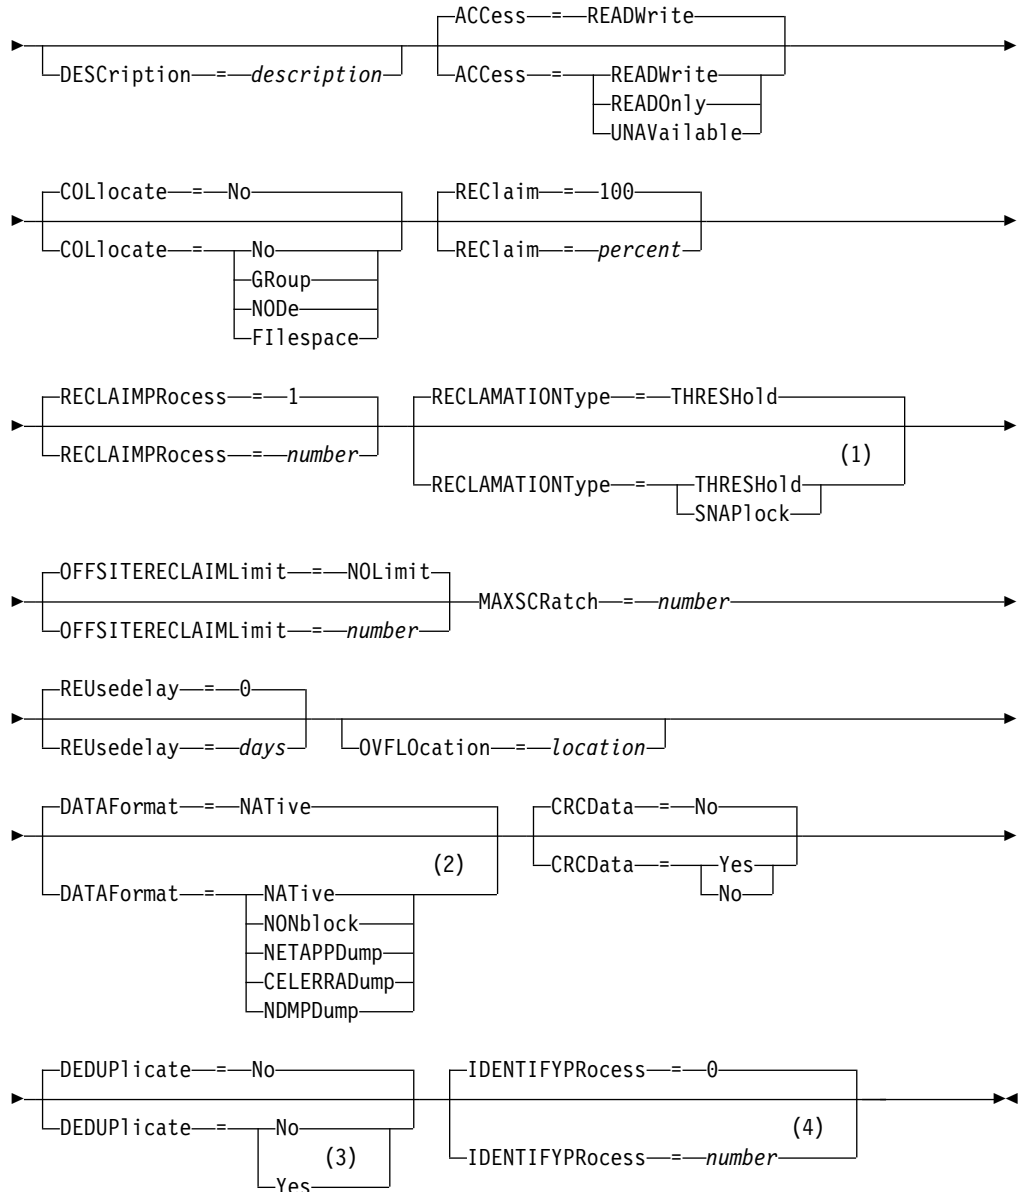 ACCess = READWrite
DESCription = description ACCess = READWrite
READOnly
UNAVailable
COLlocate = No REClaim = 100
COLlocate = No REClaim = percent
GRoup
NODe
FIlespace
RECLAIMPRocess = 1 RECLAMATIONType = THRESHold
(1)
RECLAIMPRocess = number
RECLAMATIONType = THRESHold
SNAPlock
OFFSITERECLAIMLimit = NOLimit
MAXSCRatch = number
OFFSITERECLAIMLimit = number
REUsedelay = 0
REUsedelay = days OVFLOcation = location
DATAFormat = NATive CRCData = No
(2) CRCData = Yes
DATAFormat = NATive No
NONblock
NETAPPDump
CELERRADump
NDMPDump
DEDUPlicate = No IDENTIFYPRocess = 0
DEDUPlicate = No (4)
(3) IDENTIFYPRocess = number
Yes